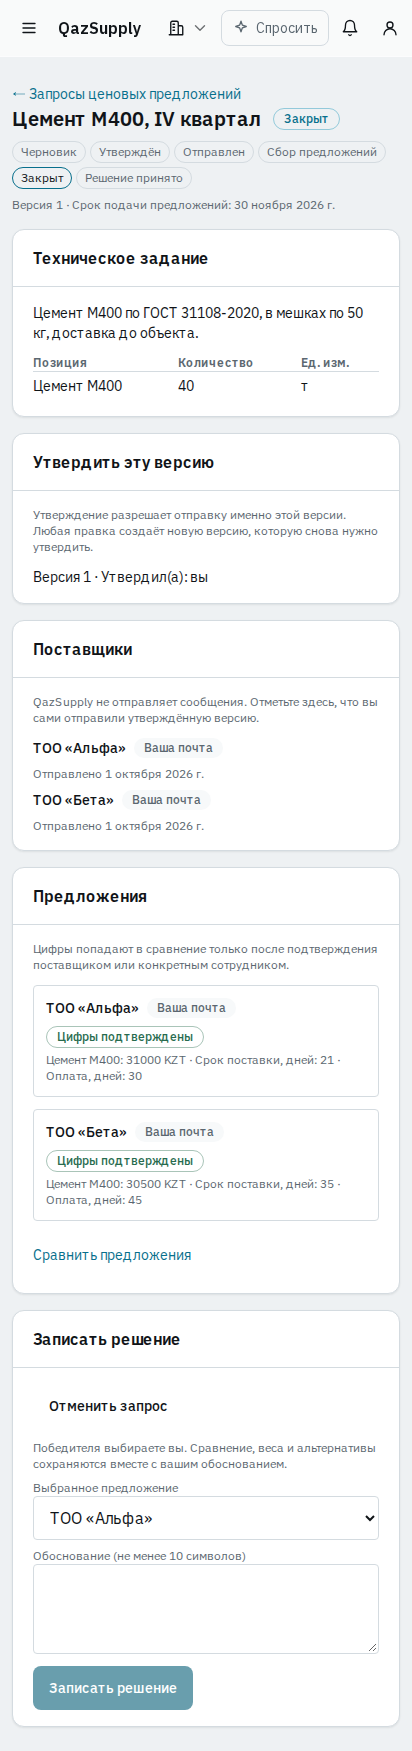 QazSupply
Спросить
← Запросы ценовых предложений
Цемент М400, IV квартал
Закрыт
Черновик
Утверждён
Отправлен
Сбор предложений
Закрыт
Решение принято
Версия 1 · Срок подачи предложений: 30 ноября 2026 г.
Техническое задание
Цемент М400 по ГОСТ 31108-2020, в мешках по 50
кг, доставка до объекта.
Позиция Количество Ед. изм.
Цемент М400 40 т
Утвердить эту версию
Утверждение разрешает отправку именно этой версии.
Любая правка создаёт новую версию, которую снова нужно
утвердить.
Версия 1 · Утвердил(а): вы
Поставщики
QazSupply не отправляет сообщения. Отметьте здесь, что вы
сами отправили утверждённую версию.
ТОО «Альфа» Ваша почта
Отправлено 1 октября 2026 г.
ТОО «Бета» Ваша почта
Отправлено 1 октября 2026 г.
Предложения
Цифры попадают в сравнение только после подтверждения
поставщиком или конкретным сотрудником.
ТОО «Альфа» Ваша почта
Цифры подтверждены
Цемент М400: 31000 KZT · Срок поставки, дней: 21 ·
Оплата, дней: 30
ТОО «Бета» Ваша почта
Цифры подтверждены
Цемент М400: 30500 KZT · Срок поставки, дней: 35 ·
Оплата, дней: 45
Сравнить предложения
Записать решение
Отменить запрос
Победителя выбираете вы. Сравнение, веса и альтернативы
сохраняются вместе с вашим обоснованием.
Выбранное предложение
ТОО «Альфа»
Обоснование (не менее 10 символов)
Записать решение